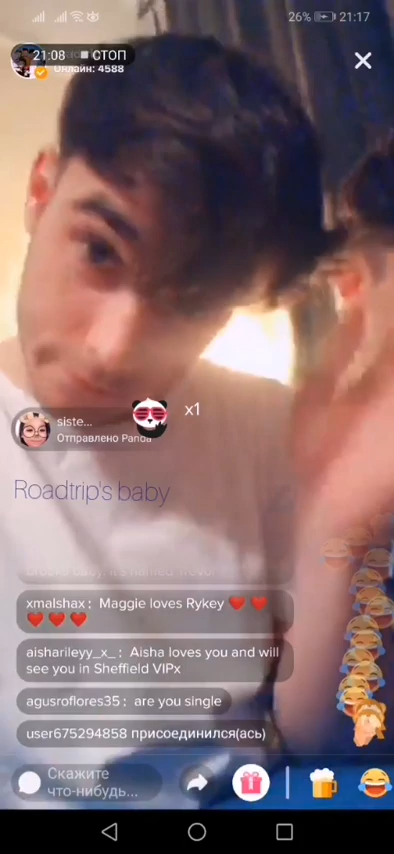 26% 21:17
21:08 СТОП
Онлайн: 4588
x1
siste...
Отправлено Panda
Roadtrip's baby
xmalshax: Maggie loves Rykey ❤️ ❤️
❤️ ❤️ ❤️
aisharileyy_x_: Aisha loves you and will
see you in Sheffield VIPx
agusroflores35: are you single
user675294858 присоединился(ась)
Скажите
что-нибудь...